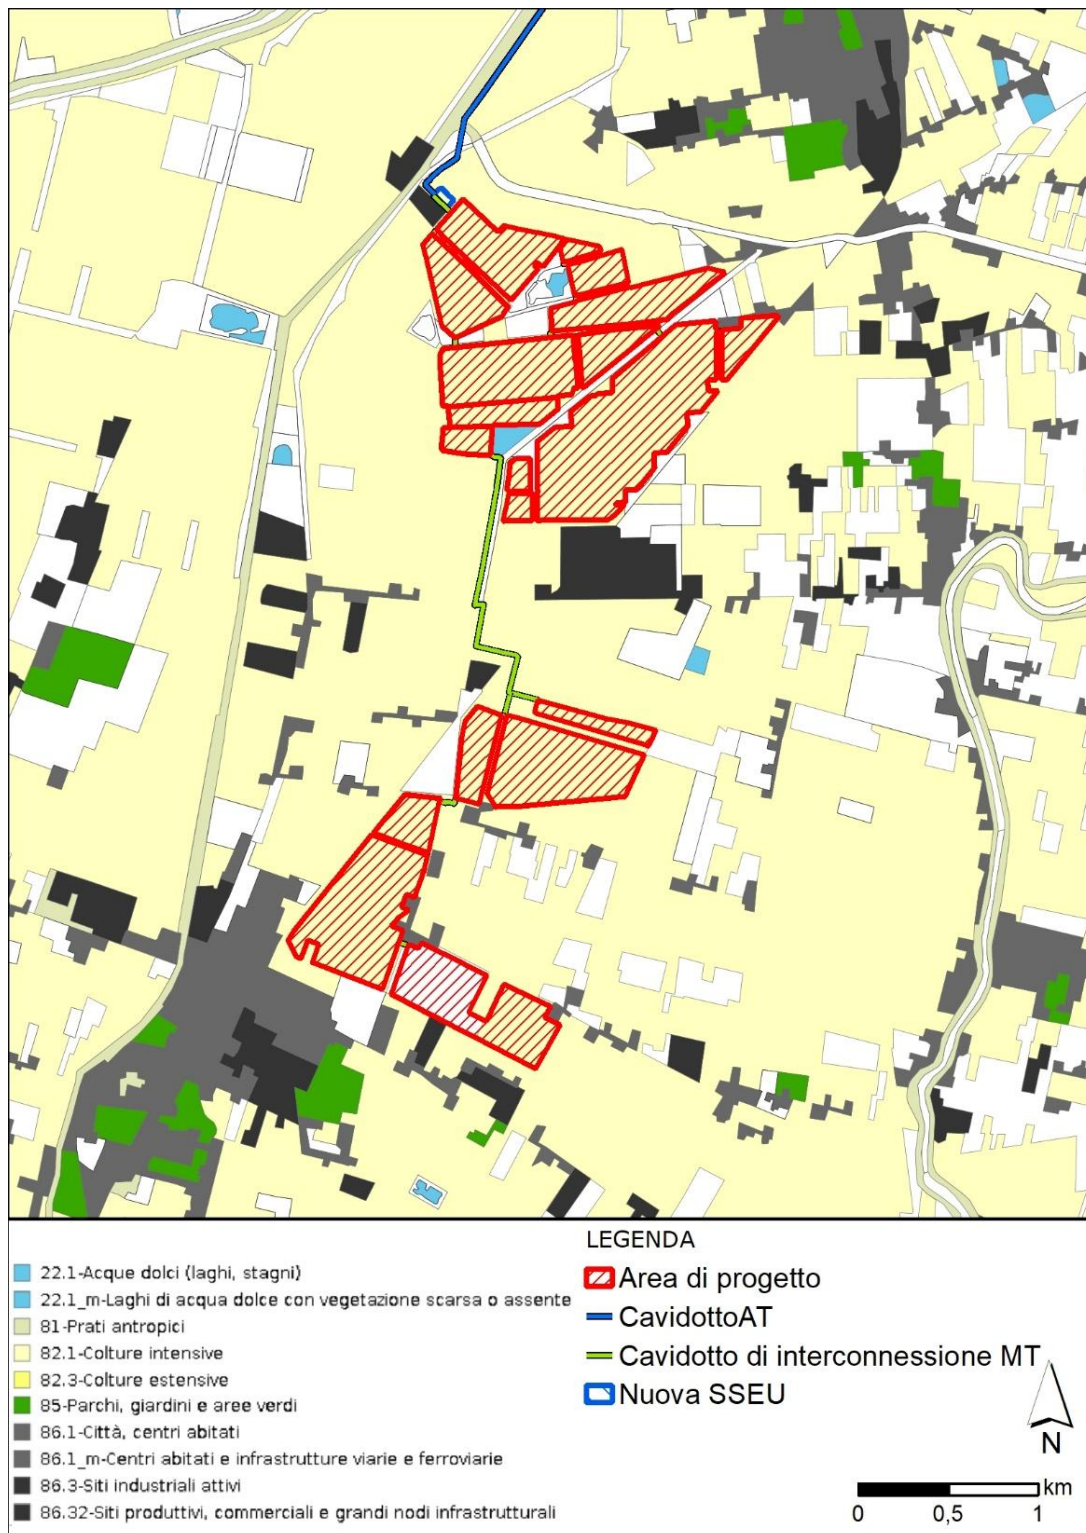 22.1-Acque dolci (laghi, stagni)
22.1_m-Laghi di acqua dolce con vegetazione scarsa o assente
81-Prati antropici
82.1-Colture intensive
82.3-Colture estensive
85-Parchi, giardini e aree verdi
86.1-Città, centri abitati
86.1_m-Centri abitati e infrastrutture viarie e ferroviarie
86.3-Siti industriali attivi
86.32-Siti produttivi, commerciali e grandi nodi infrastrutturali
LEGENDA
Area di progetto
CavidottoAT
Cavidotto di interconnessione MT
Nuova SSEU
N
km
0 0,5 1